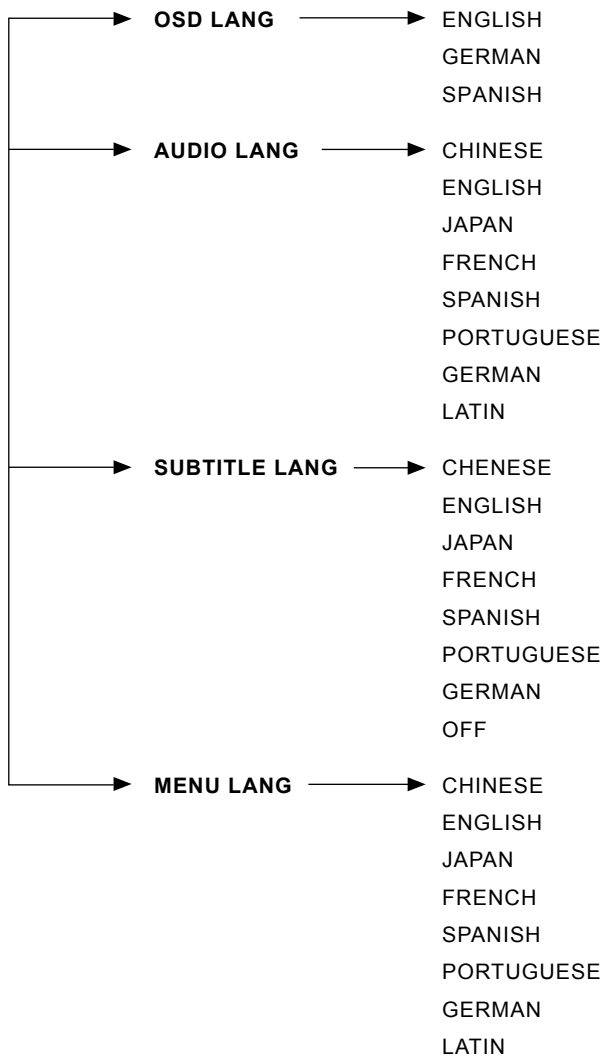 OSD LANG ENGLISH
GERMAN
SPANISH
AUDIO LANG CHINESE
ENGLISH
JAPAN
FRENCH
SPANISH
PORTUGUESE
GERMAN
LATIN
SUBTITLE LANG CHENESE
ENGLISH
JAPAN
FRENCH
SPANISH
PORTUGUESE
GERMAN
OFF
MENU LANG CHINESE
ENGLISH
JAPAN
FRENCH
SPANISH
PORTUGUESE
GERMAN
LATIN